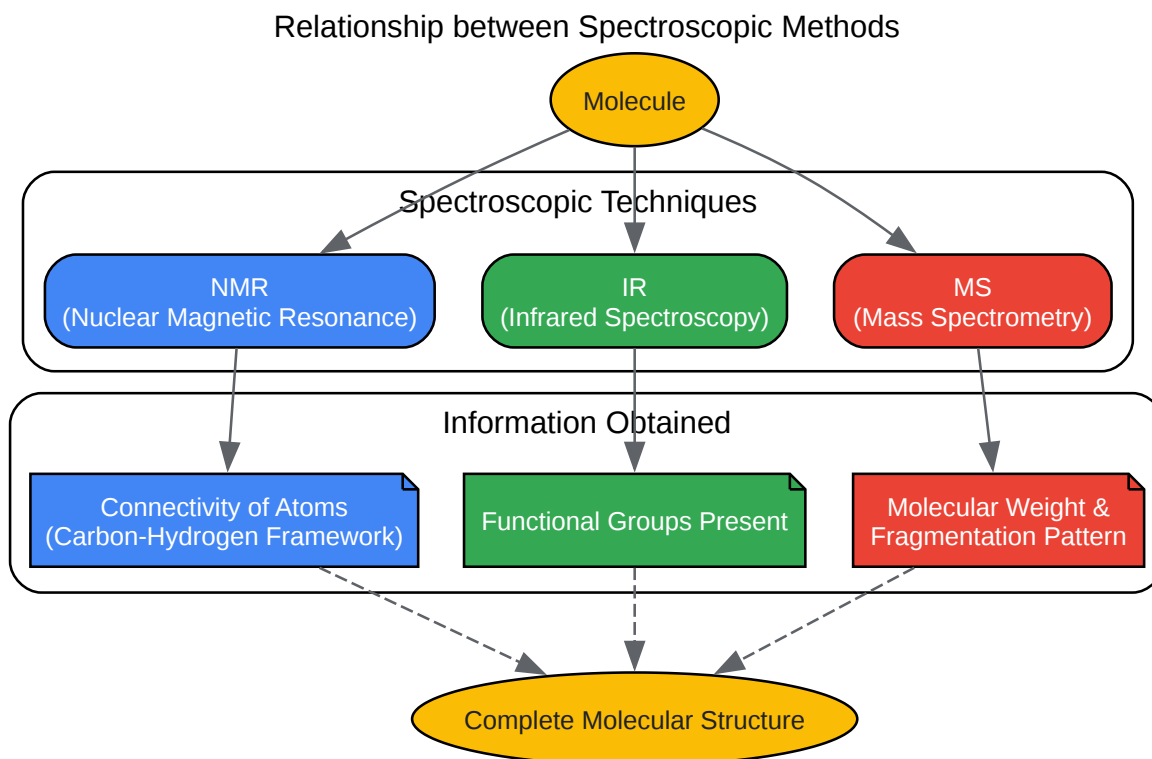 Relationship between Spectroscopic Methods
Molecule
Spectroscopic Techniques
NMR
(Nuclear Magnetic Resonance)
IR
(Infrared Spectroscopy)
MS
(Mass Spectrometry)
Information Obtained
Connectivity of Atoms
(Carbon-Hydrogen Framework)
Functional Groups Present
Molecular Weight &
Fragmentation Pattern
Complete Molecular Structure